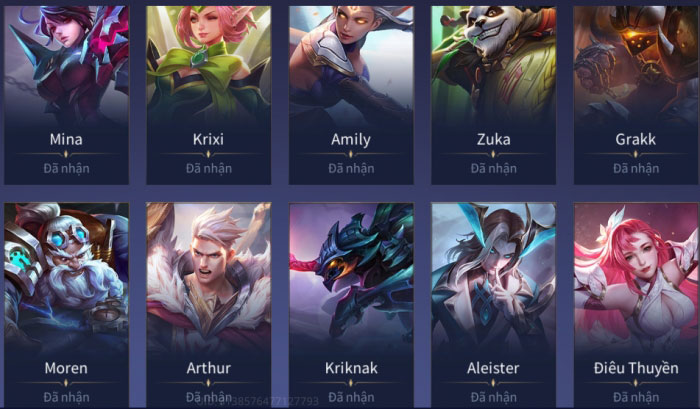 Mina
Krixi
Amily
Zuka
Grakk
Đã nhận
Đã nhận
Đã nhận
Đã nhận
Đã nhận
Moren
Arthur
Kriknak
Aleister
Điêu Thuyền
Đã nhận
Đã nhận
Đã nhận
Đã nhận
Đã nhận